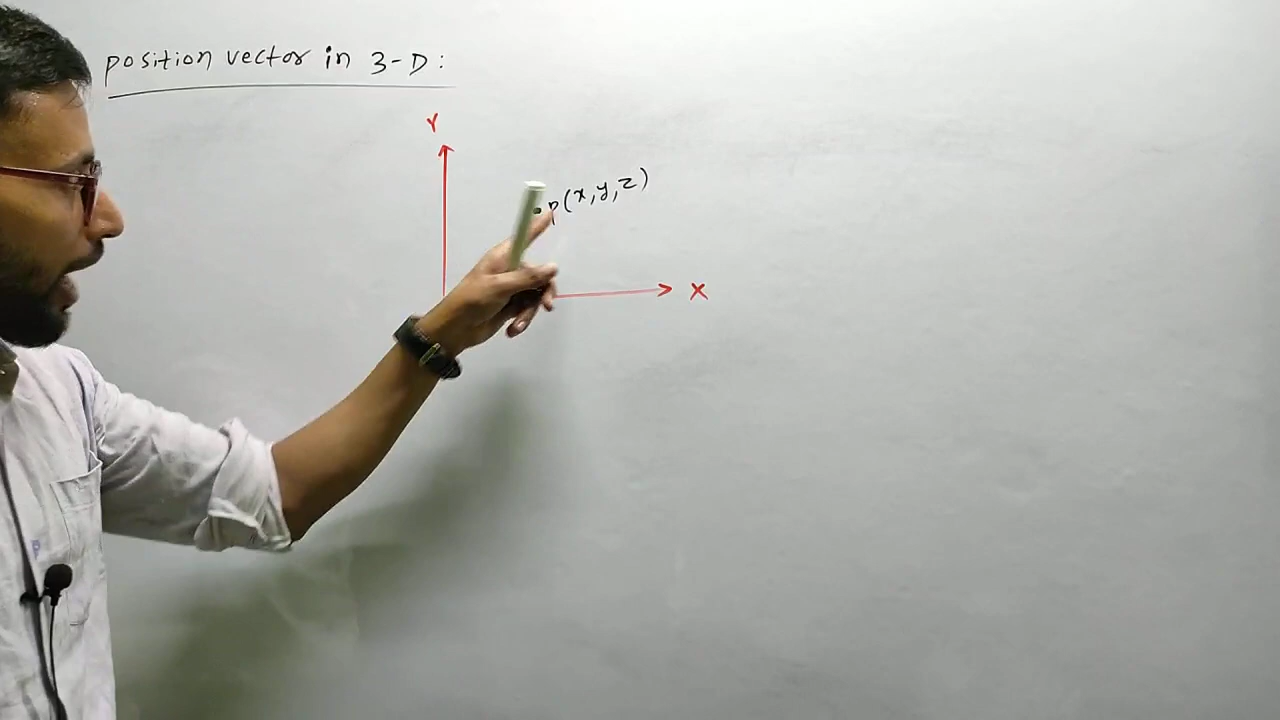 position vector in 3-D:
Y
P(x,y,z)
X